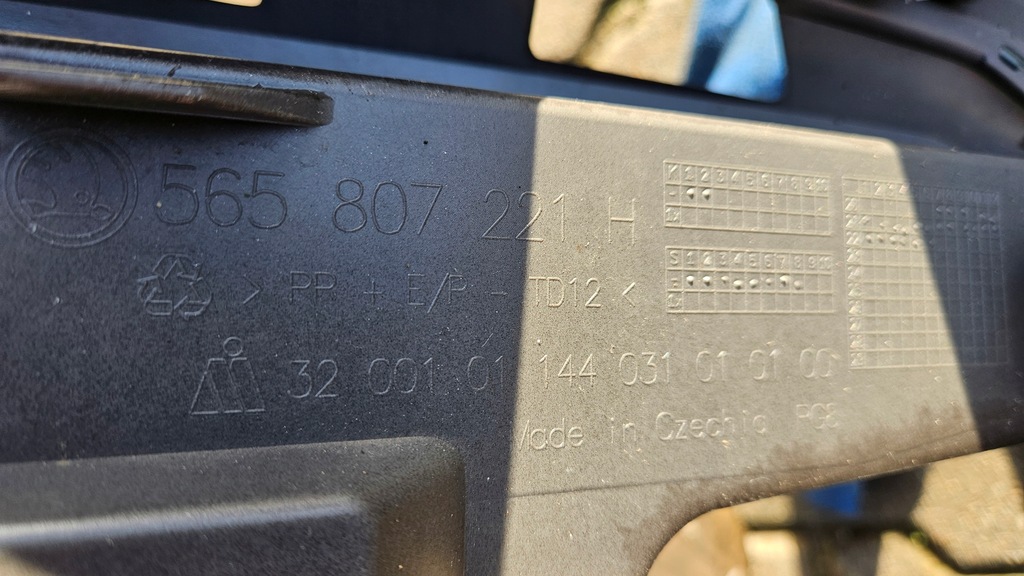 565 807 221 H
> PP + E/P - TD12 <
32 001 01 144 031 01 01 00
Made in Czechia